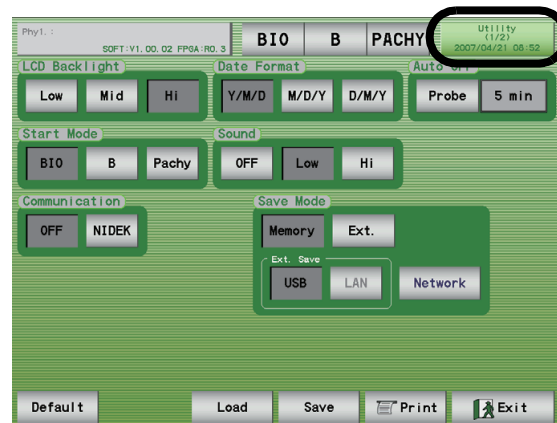 Phy1. :
SOFT:V1.00.02 FPGA:R0.3
BIO B PACHY
Utility
(1/2)
2007/04/21 08:52
LCD Backlight Date Format Auto Off
Low Mid Hi Y/M/D M/D/Y D/M/Y Probe 5 min
Start Mode Sound
BIO B Pachy OFF Low Hi
Communication Save Mode
OFF NIDEK Memory Ext.
Ext. Save
USB LAN Network
Default Load Save Print Exit